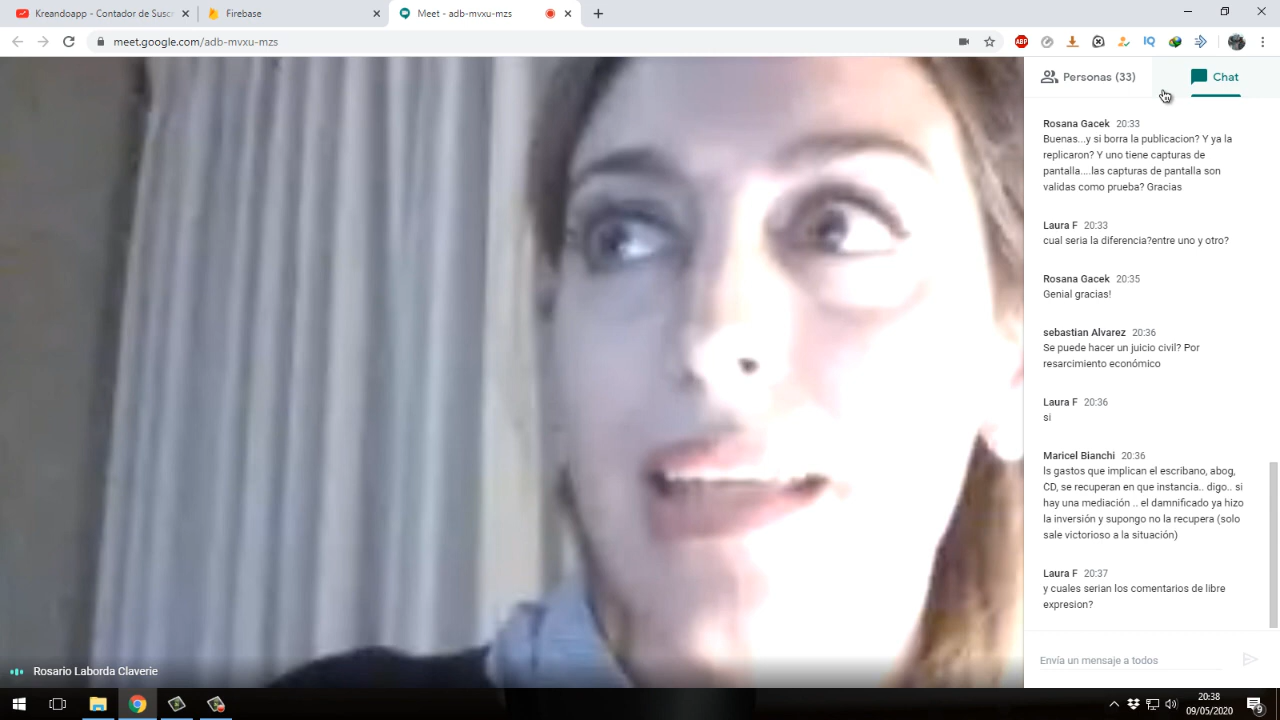 Kreandoapp - Contador de Suscr
Firebase
Meet - adb-mvxu-mzs
meet.google.com/adb-mvxu-mzs
ABP
IQ
Personas (33)
Chat
Rosana Gacek 20:33
Buenas...y si borra la publicacion? Y ya la
replicaron? Y uno tiene capturas de
pantalla....las capturas de pantalla son
validas como prueba? Gracias
Laura F 20:33
cual seria la diferencia?entre uno y otro?
Rosana Gacek 20:35
Genial gracias!
sebastian Alvarez 20:36
Se puede hacer un juicio civil? Por
resarcimiento económico
Laura F 20:36
si
Maricel Bianchi 20:36
ls gastos que implican el escribano, abog,
CD, se recuperan en que instancia.. digo.. si
hay una mediación .. el damnificado ya hizo
la inversión y supongo no la recupera (solo
sale victorioso a la situación)
Laura F 20:37
y cuales serian los comentarios de libre
expresion?
Rosario Laborda Claverie
Envía un mensaje a todos
20:38
09/05/2020
9